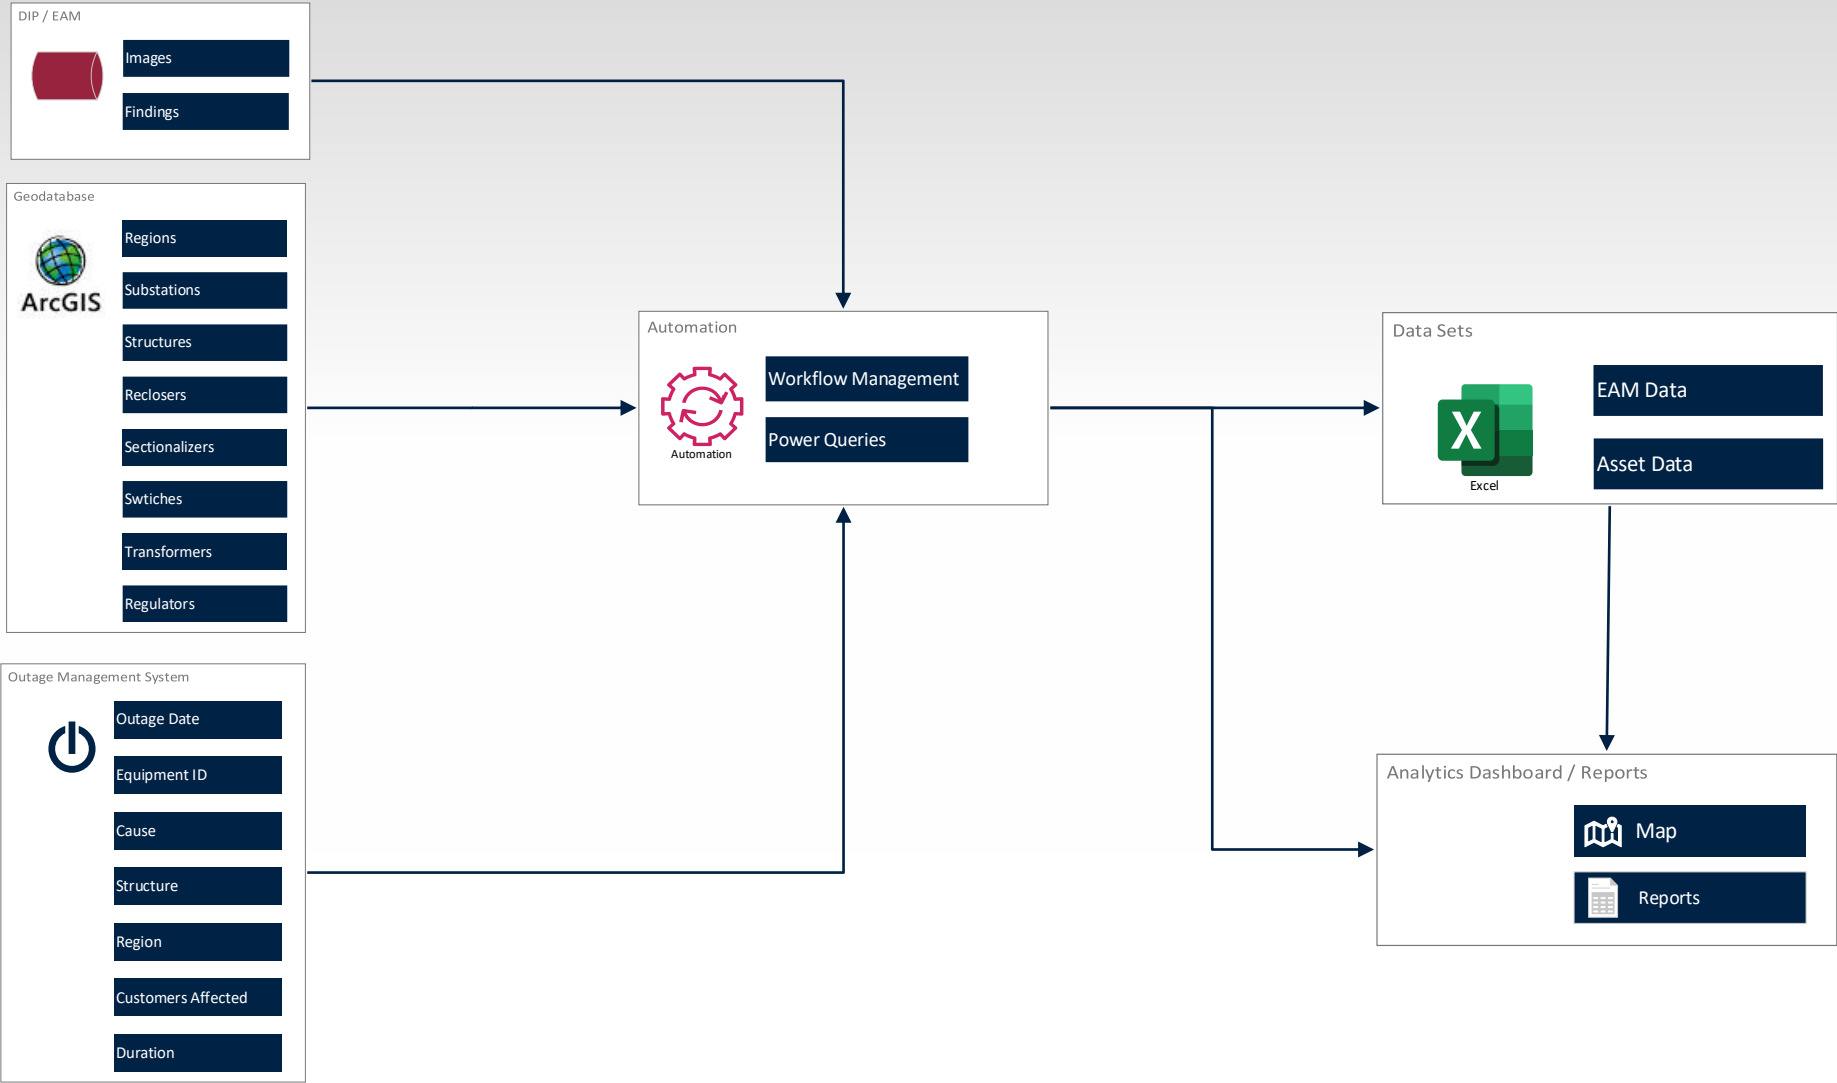 DIP / EAM
Images
Findings
Geodatabase
ArcGIS
Regions
Substations
Structures
Reclosers
Sectionalizers
Swtiches
Transformers
Regulators
Outage Management System
Outage Date
Equipment ID
Cause
Structure
Region
Customers Affected
Duration
Automation
Workflow Management
Power Queries
Automation
Data Sets
X
Excel
EAM Data
Asset Data
Analytics Dashboard / Reports
Map
Reports